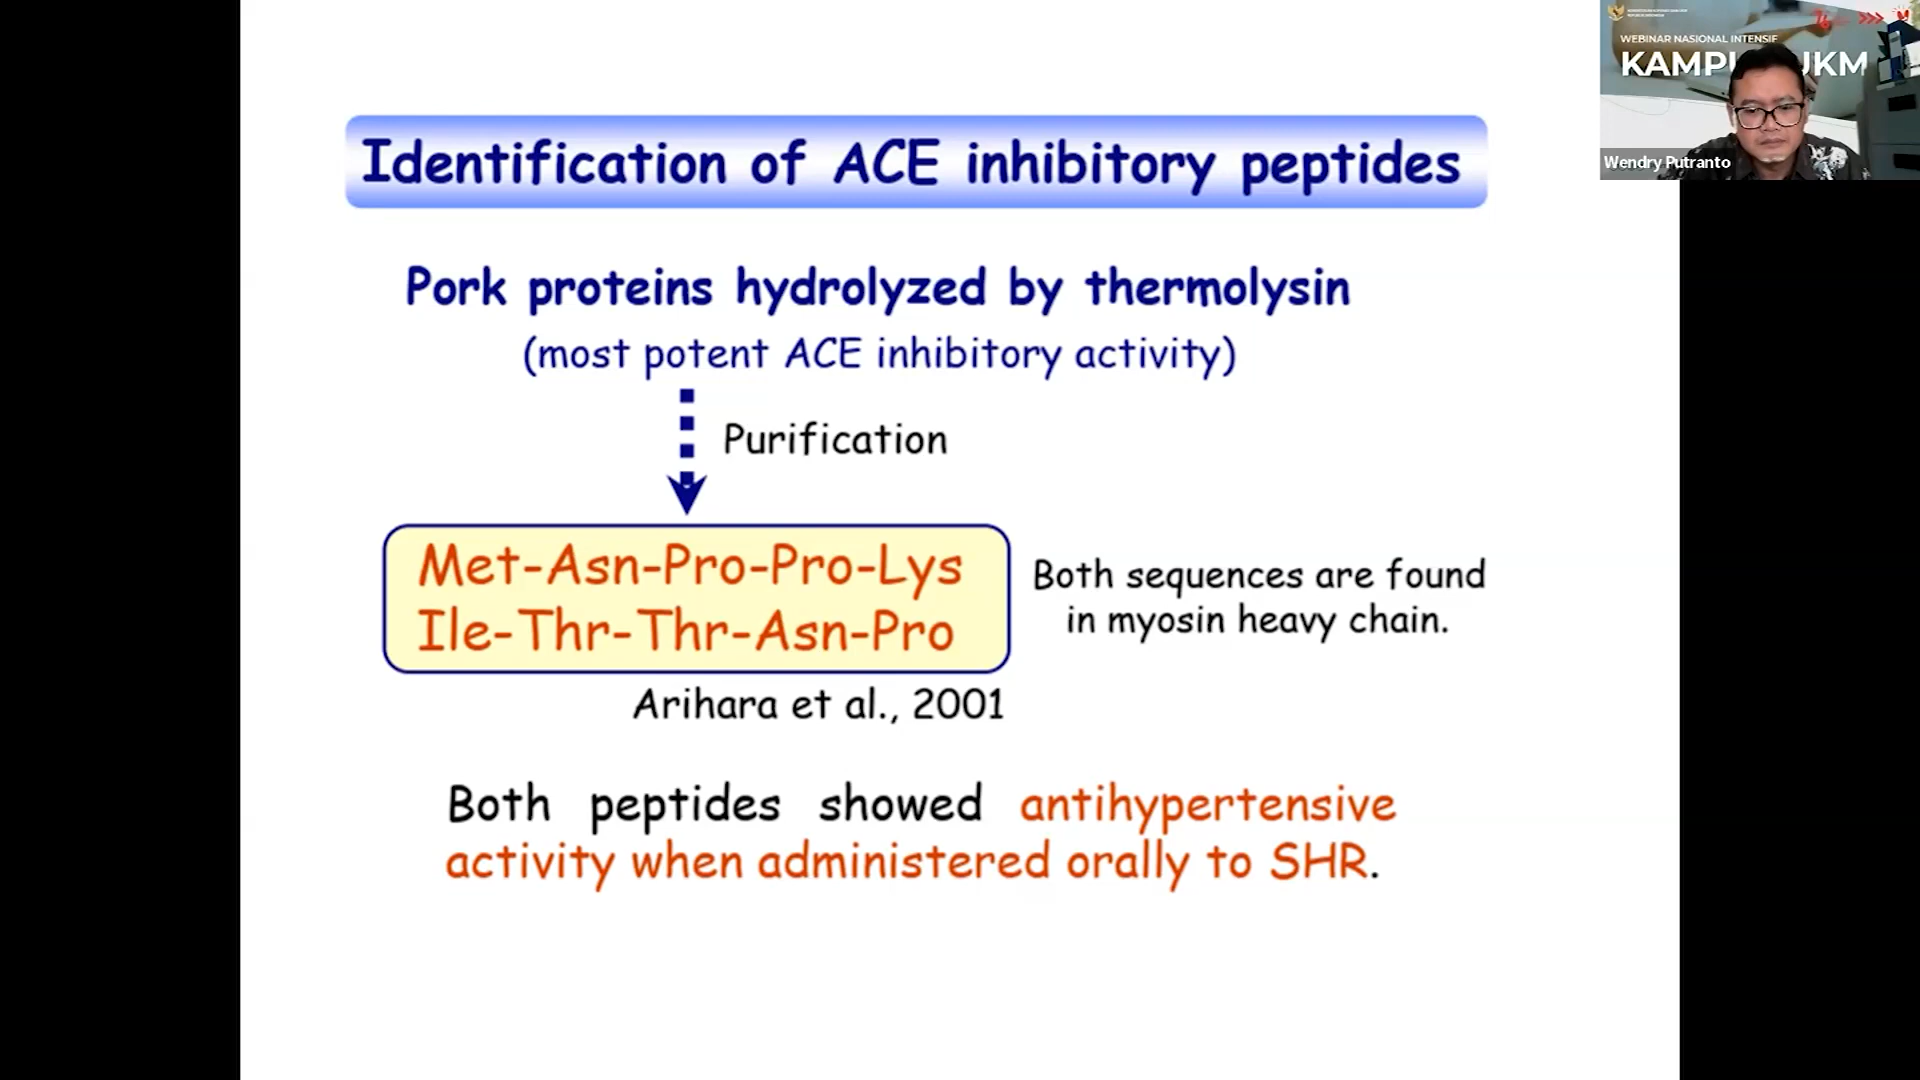 WEBINAR NASIONAL INTENSIF
Wendry Putranto
Identification of ACE inhibitory peptides
Pork proteins hydrolyzed by thermolysin
(most potent ACE inhibitory activity)
Purification
Met-Asn-Pro-Pro-Lys
Ile-Thr-Thr-Asn-Pro
Both sequences are found
in myosin heavy chain.
Arihara et al., 2001
Both peptides showed antihypertensive
activity when administered orally to SHR.